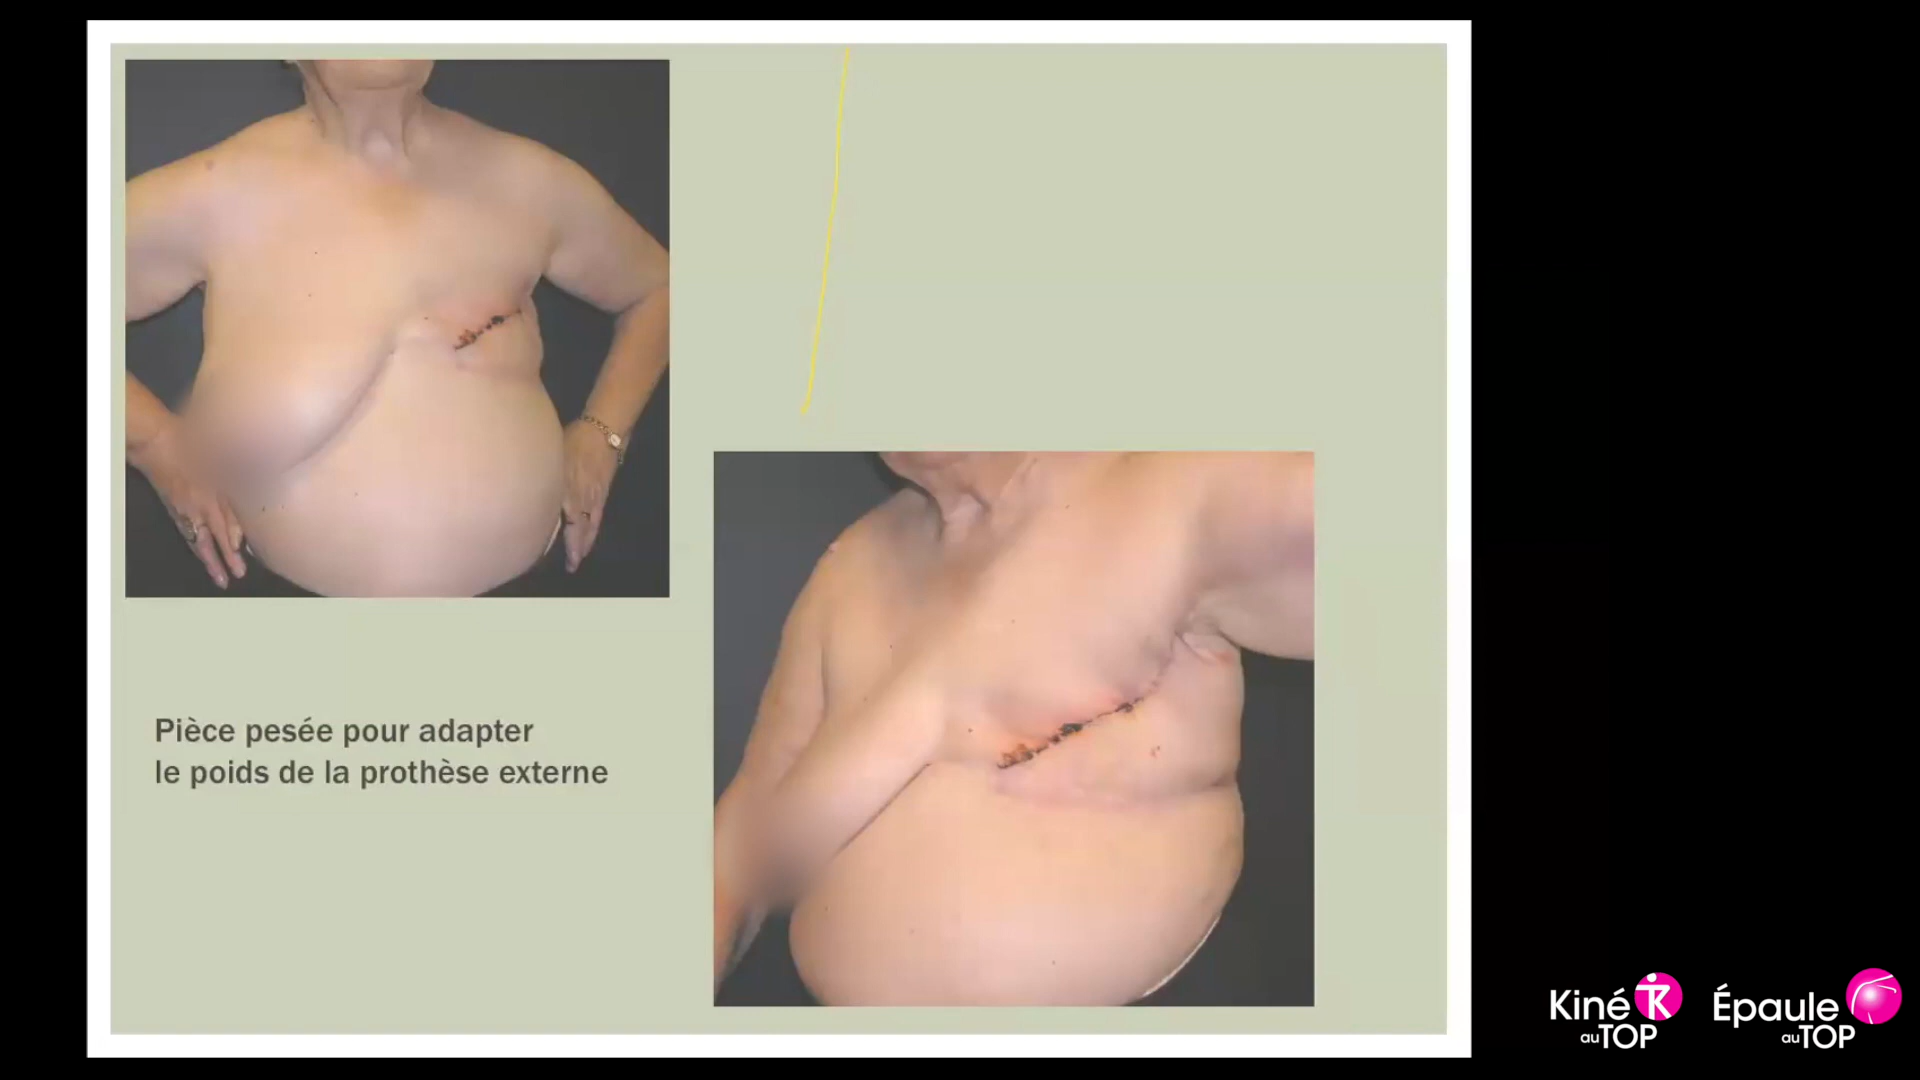 Pièce pesée pour adapter
le poids de la prothèse externe
Kiné
au TOP
Épaule
au TOP